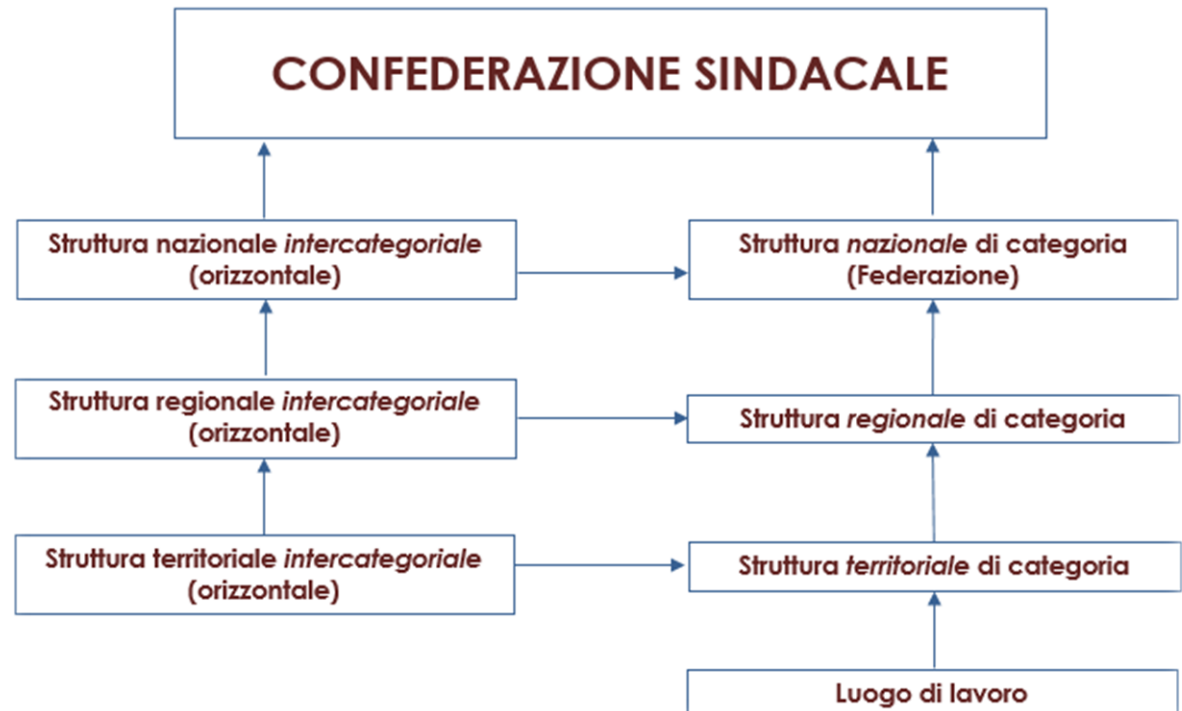 CONFEDERAZIONE SINDACALE
Struttura nazionale intercategoriale
(orizzontale)
Struttura nazionale di categoria
(Federazione)
Struttura regionale intercategoriale
(orizzontale)
Struttura regionale di categoria
Struttura territoriale intercategoriale
(orizzontale)
Struttura territoriale di categoria
Luogo di lavoro